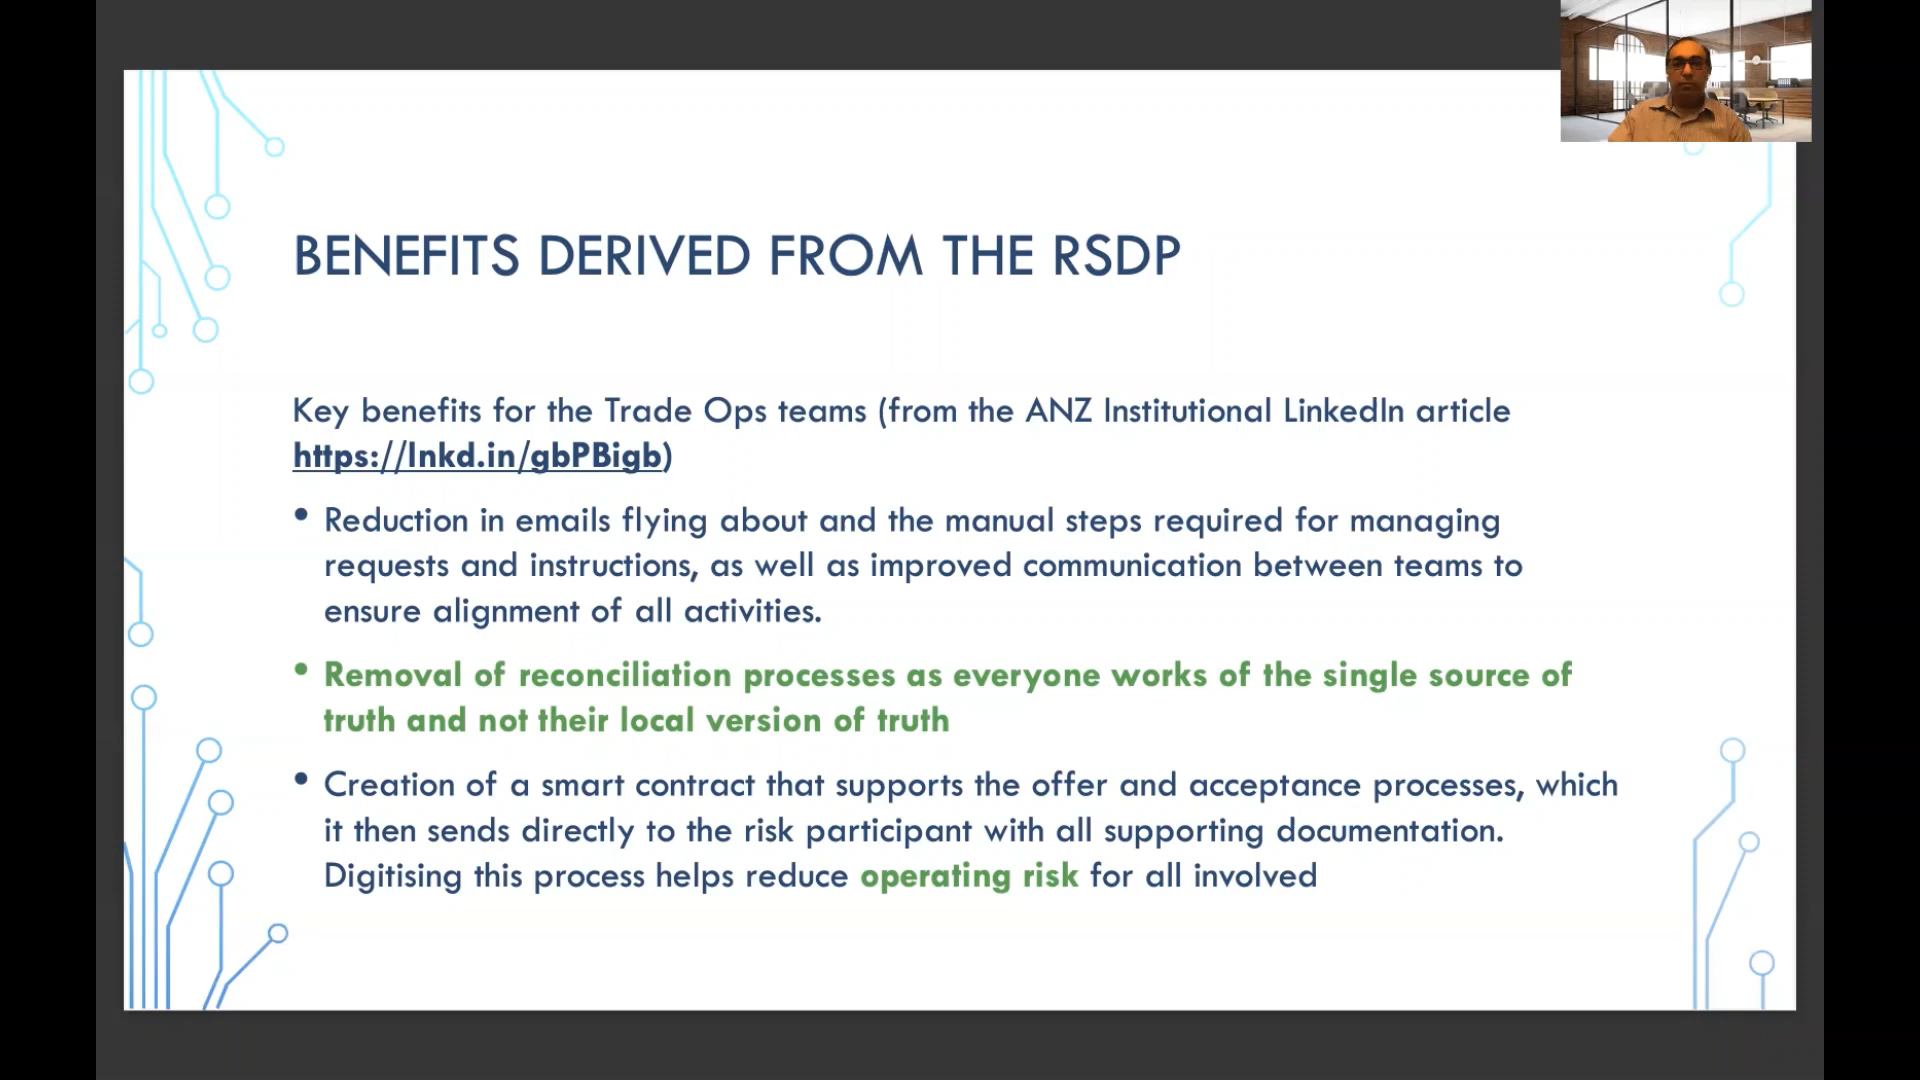 BENEFITS DERIVED FROM THE RSDP
Key benefits for the Trade Ops teams (from the ANZ Institutional LinkedIn article
https://lnkd.in/gbPBigb)
• Reduction in emails flying about and the manual steps required for managing
requests and instructions, as well as improved communication between teams to
ensure alignment of all activities.
• Removal of reconciliation processes as everyone works of the single source of
truth and not their local version of truth
• Creation of a smart contract that supports the offer and acceptance processes, which
it then sends directly to the risk participant with all supporting documentation.
Digitising this process helps reduce operating risk for all involved